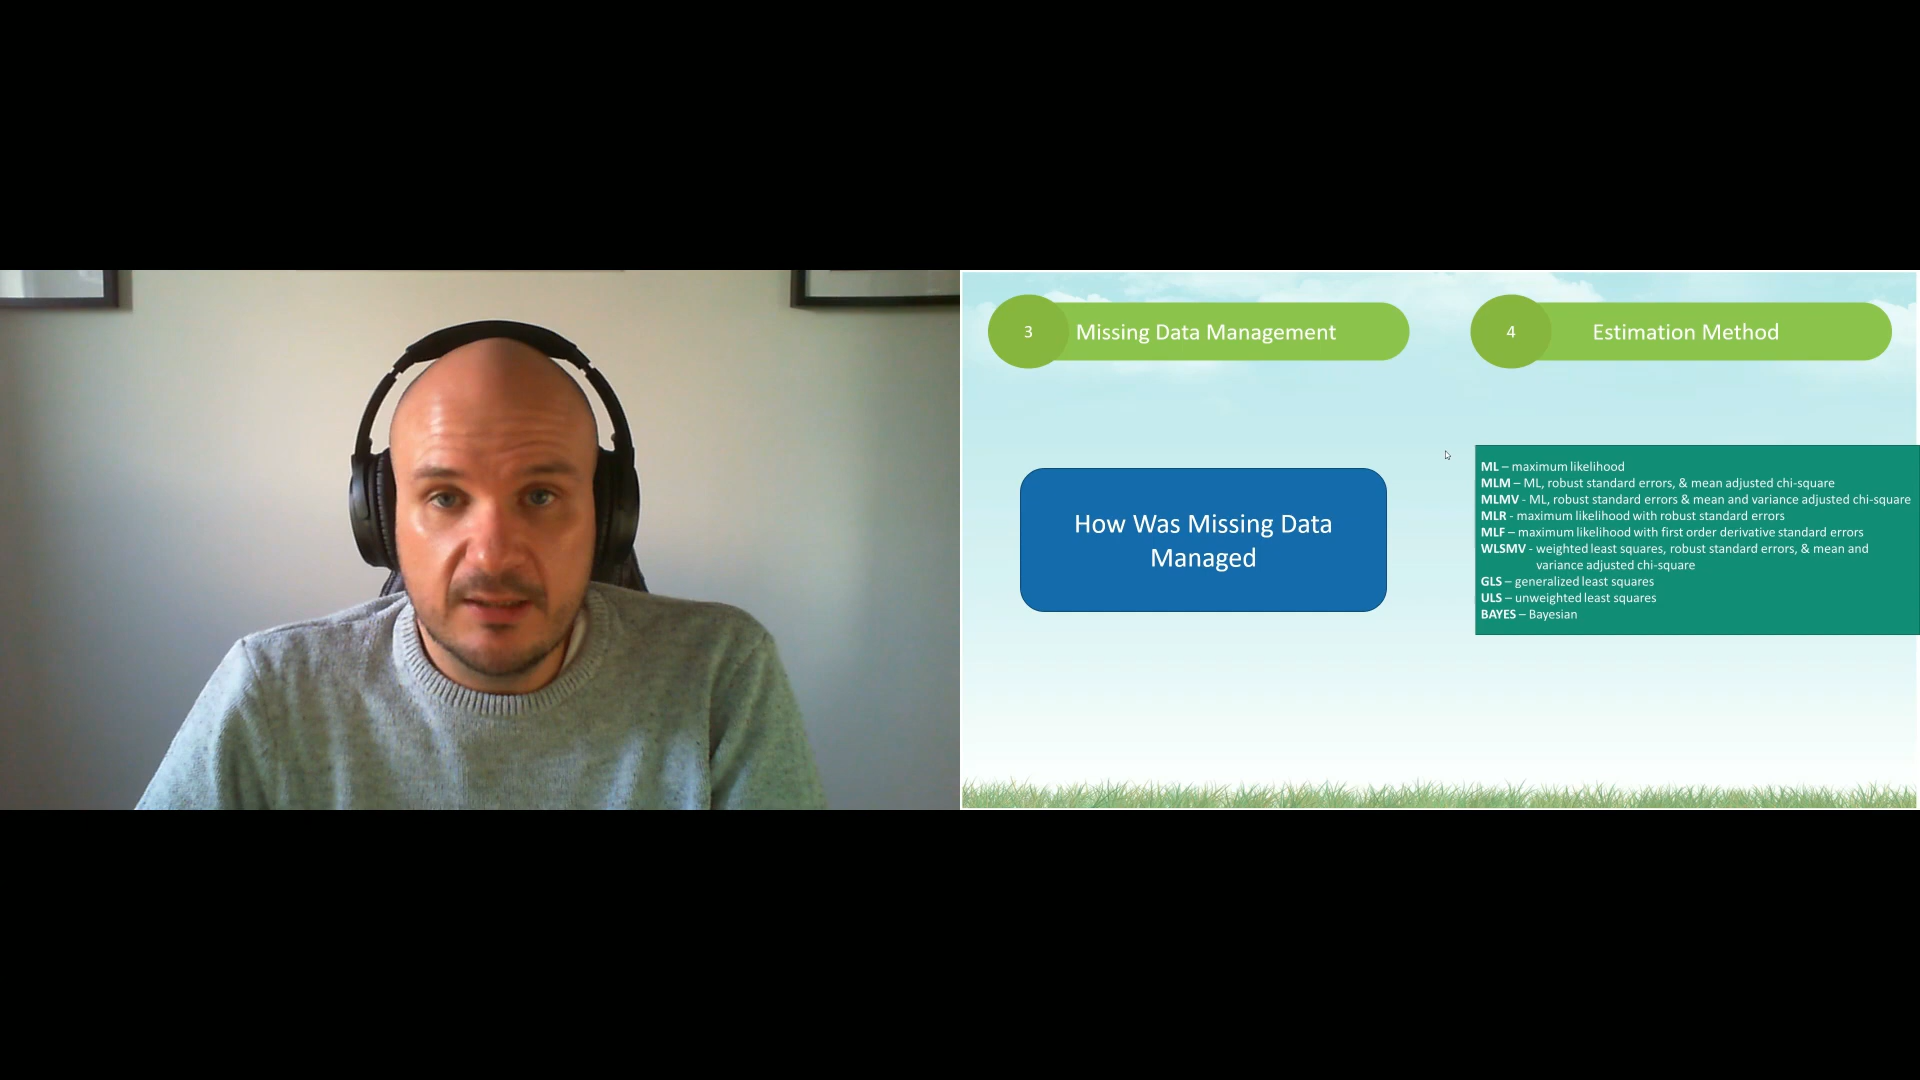 3
Missing Data Management
4
Estimation Method
How Was Missing Data
Managed
ML – maximum likelihood
MLM – ML, robust standard errors, & mean adjusted chi-square
MLMV - ML, robust standard errors & mean and variance adjusted chi-square
MLR - maximum likelihood with robust standard errors
MLF – maximum likelihood with first order derivative standard errors
WLSMV - weighted least squares, robust standard errors, & mean and
variance adjusted chi-square
GLS – generalized least squares
ULS – unweighted least squares
BAYES – Bayesian